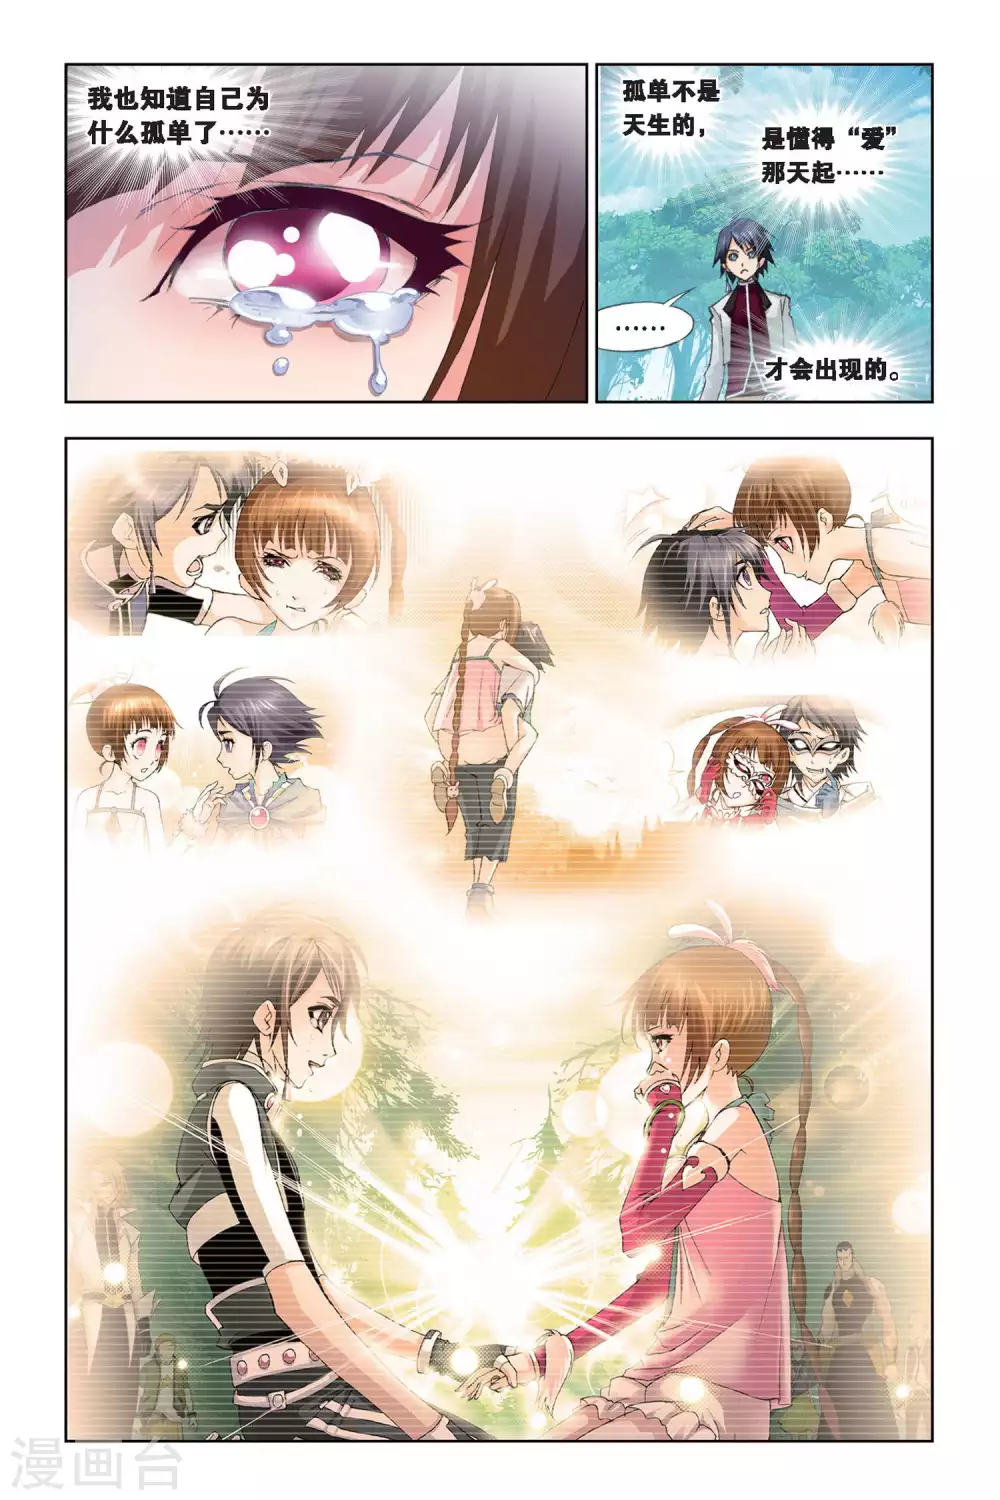 我也知道自己为
什么孤单了……
孤单不是
天生的，
是懂得“爱”
那天起……
……
才会出现的。
漫画台